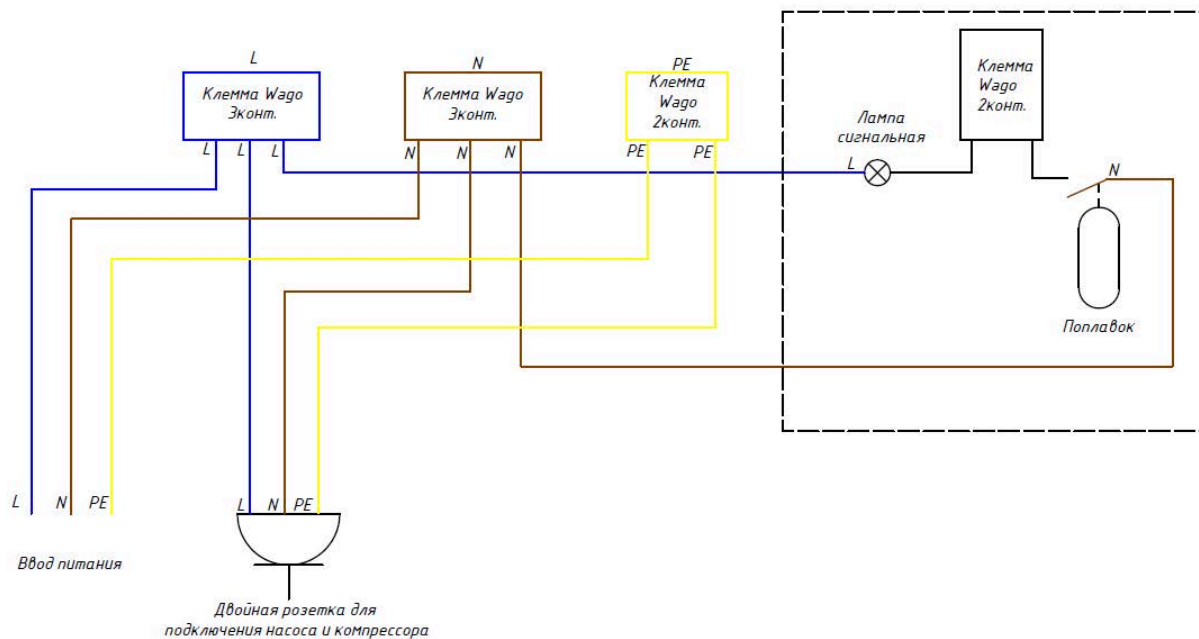 L
Клемма Wago
3конт.
L
L
L
N
Клемма Wago
3конт.
N
N
N
PE
Клемма
Wago
2конт.
PE
PE
Клемма
Wago
2конт.
Лампа
сигнальная
L
N
Поплавок
L
N
PE
Ввод питания
L
N
PE
Двойная розетка для
подключения насоса и компрессора